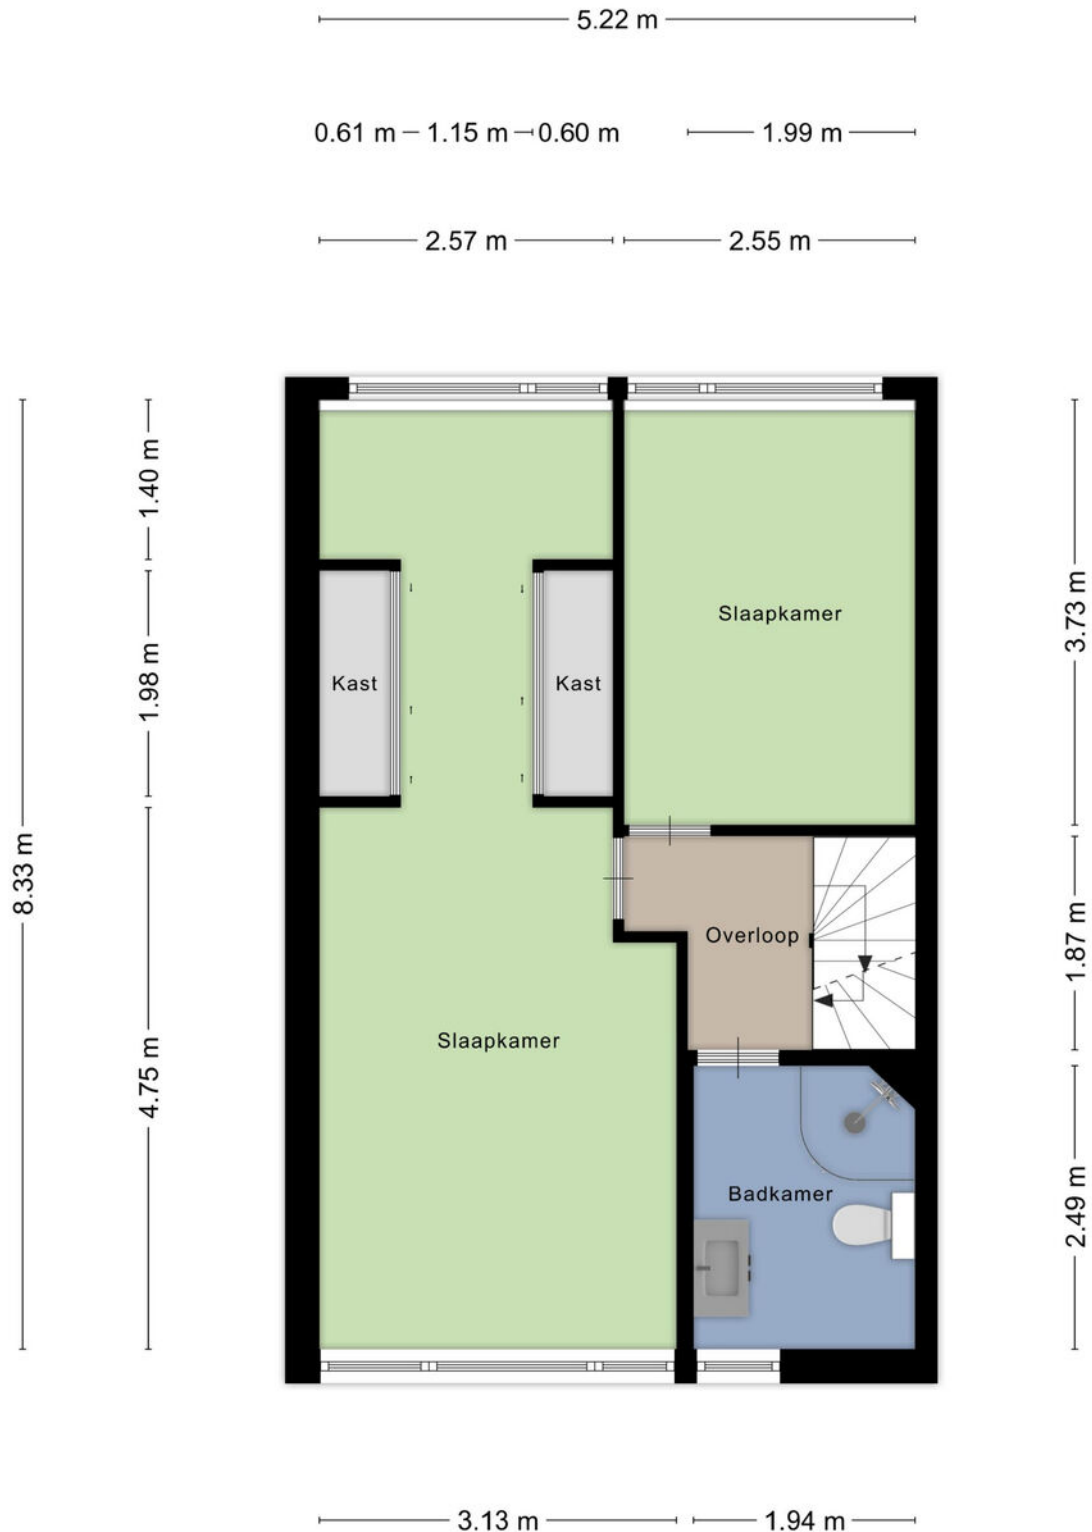 5.22 m
0.61 m 1.15 m 0.60 m 1.99 m
2.57 m 2.55 m
1.40 m
3.73 m
Slaapkamer
1.98 m
Kast Kast
8.33 m
Overloop
1.87 m
Slaapkamer
4.75 m
Badkamer
2.49 m
3.13 m 1.94 m